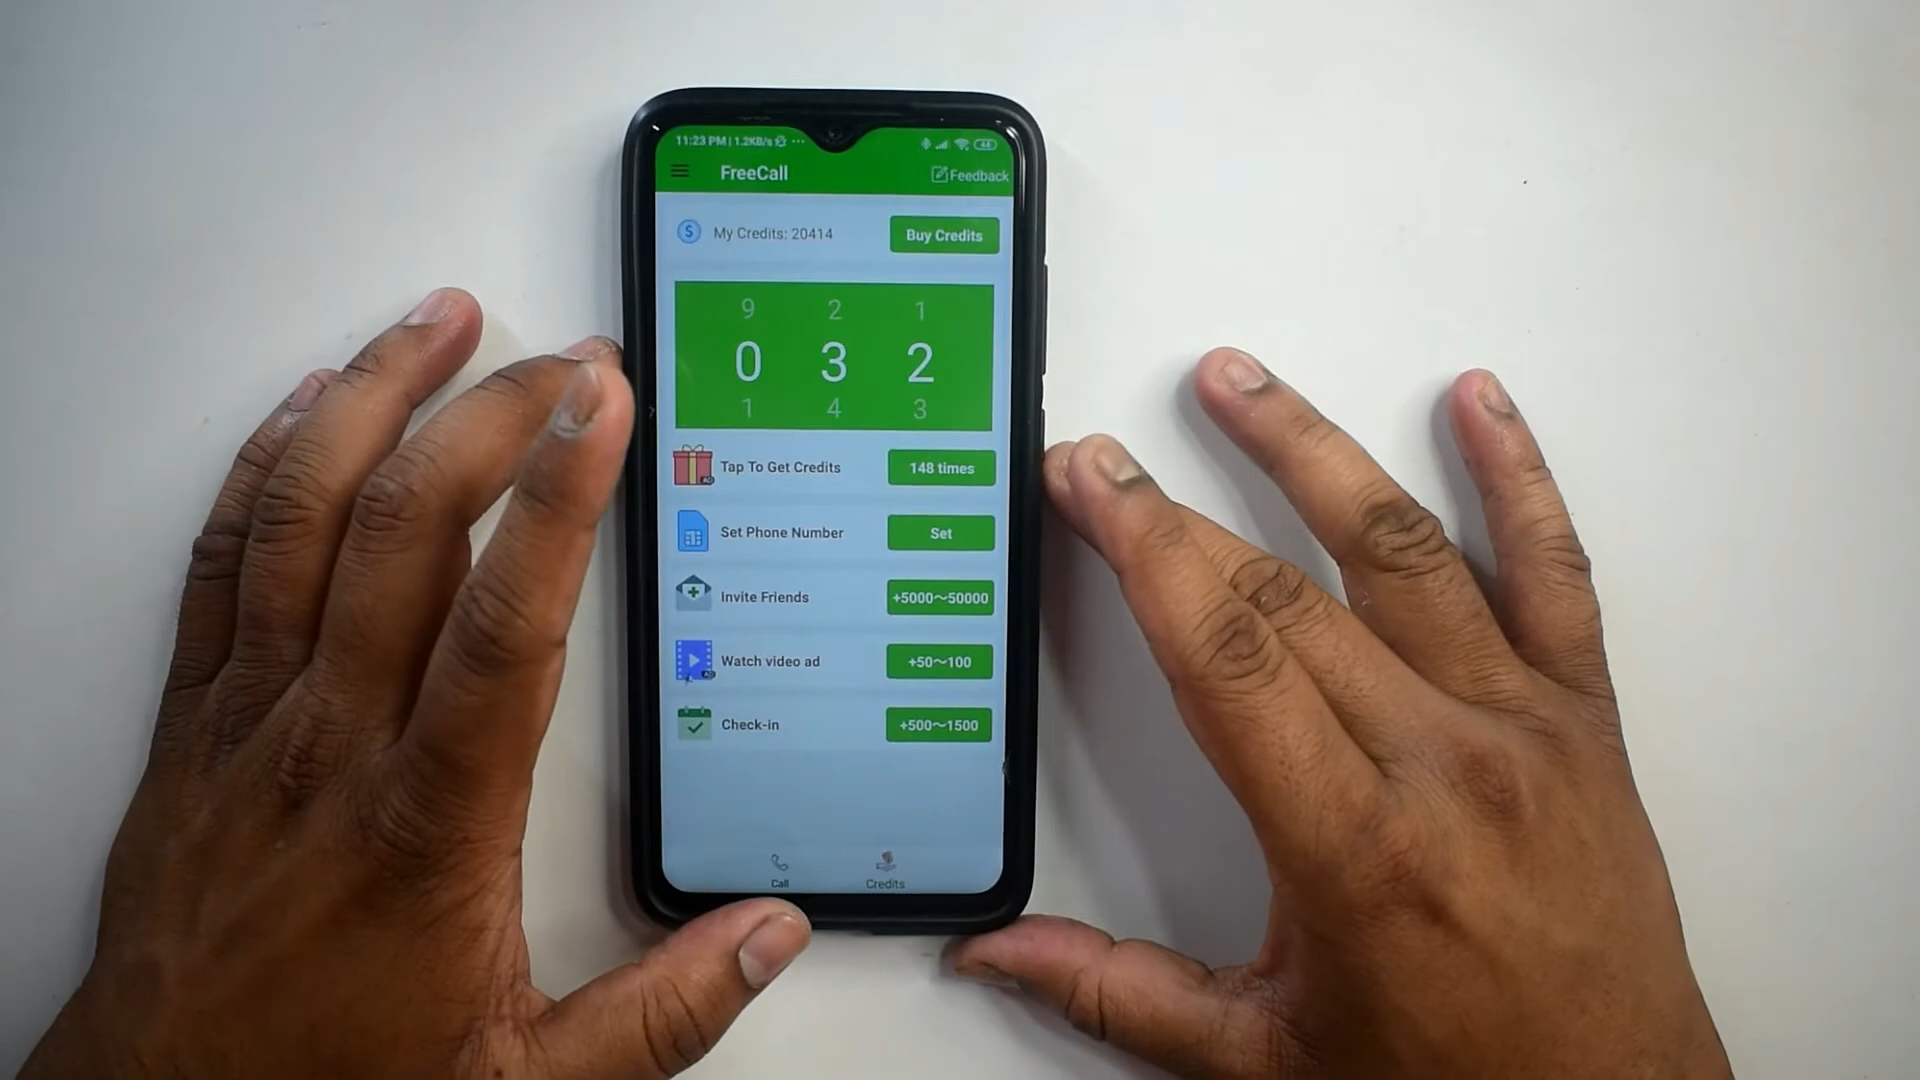 11:23 PM | 1.2KB/s ...
44
FreeCall
Feedback
My Credits: 20414
Buy Credits
9 2 1
0 3 2
1 4 3
Tap To Get Credits
148 times
Set Phone Number
Set
Invite Friends
+5000～50000
Watch video ad
+50～100
Check-in
+500～1500
Call
Credits